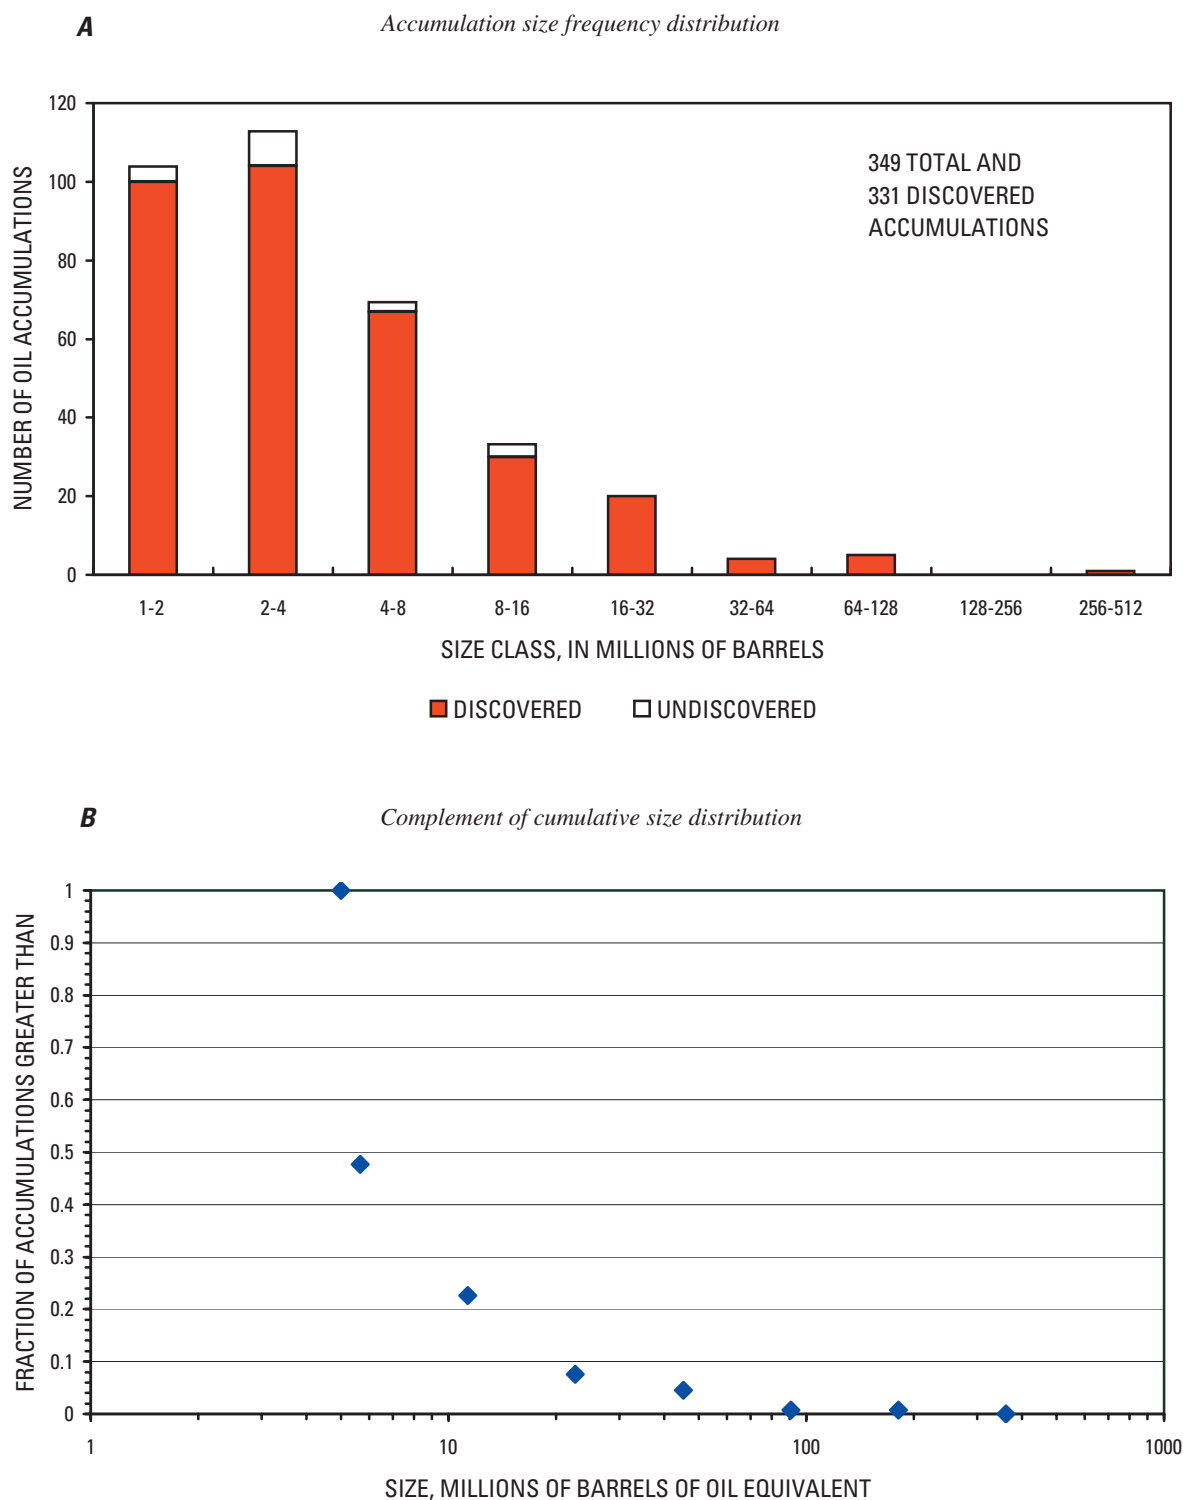 A
Accumulation size frequency distribution
120
100
80
60
40
20
0
NUMBER OF OIL ACCUMULATIONS
349 TOTAL AND
331 DISCOVERED
ACCUMULATIONS
1-2 2-4 4-8 8-16 16-32 32-64 64-128 128-256 256-512
SIZE CLASS, IN MILLIONS OF BARRELS
DISCOVERED UNDISCOVERED
B
Complement of cumulative size distribution
1
0.9
0.8
0.7
0.6
0.5
0.4
0.3
0.2
0.1
0
FRACTION OF ACCUMULATIONS GREATER THAN
1 10 100 1000
SIZE, MILLIONS OF BARRELS OF OIL EQUIVALENT